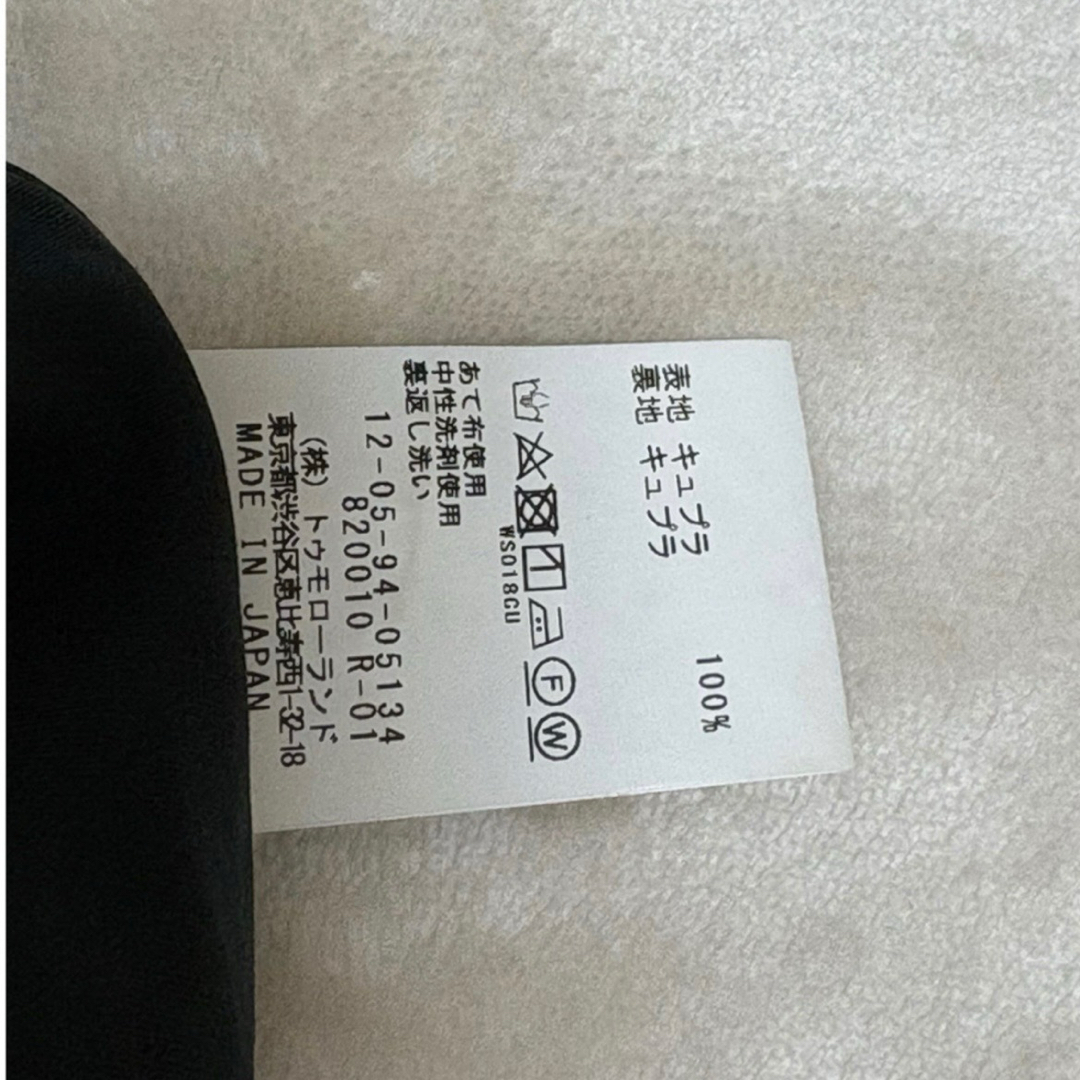 表地 キュプラ 100%
裏地 キュプラ
F W
WS018GU
あて布使用
中性洗剤使用
裏返し洗い
12-05-94-05134
820010 R-01
(株) トゥモローランド
東京都渋谷区恵比寿西1-32-18
MADE IN JAPAN